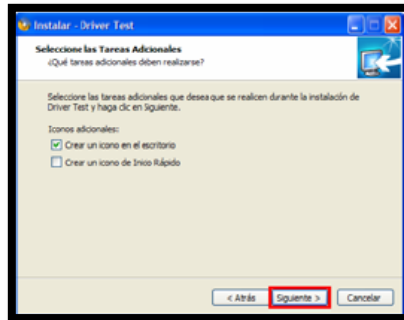 Instalar - Driver Test
Seleccione las Tareas Adicionales
¿Qué tareas adicionales deben realizarse?
Seleccione las tareas adicionales que desea que se realicen durante la instalación de
Driver Test y haga clic en Siguiente.
Iconos adicionales:
Crear un icono en el escritorio
Crear un icono de Inicio Rápido
< Atrás Siguiente > Cancelar